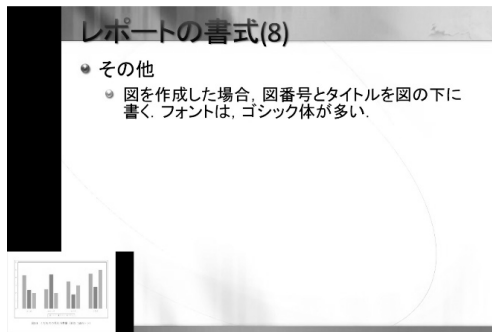 レポートの書式(8)
その他
図を作成した場合, 図番号とタイトルを図の下に
書く. フォントは, ゴシック体が多い.